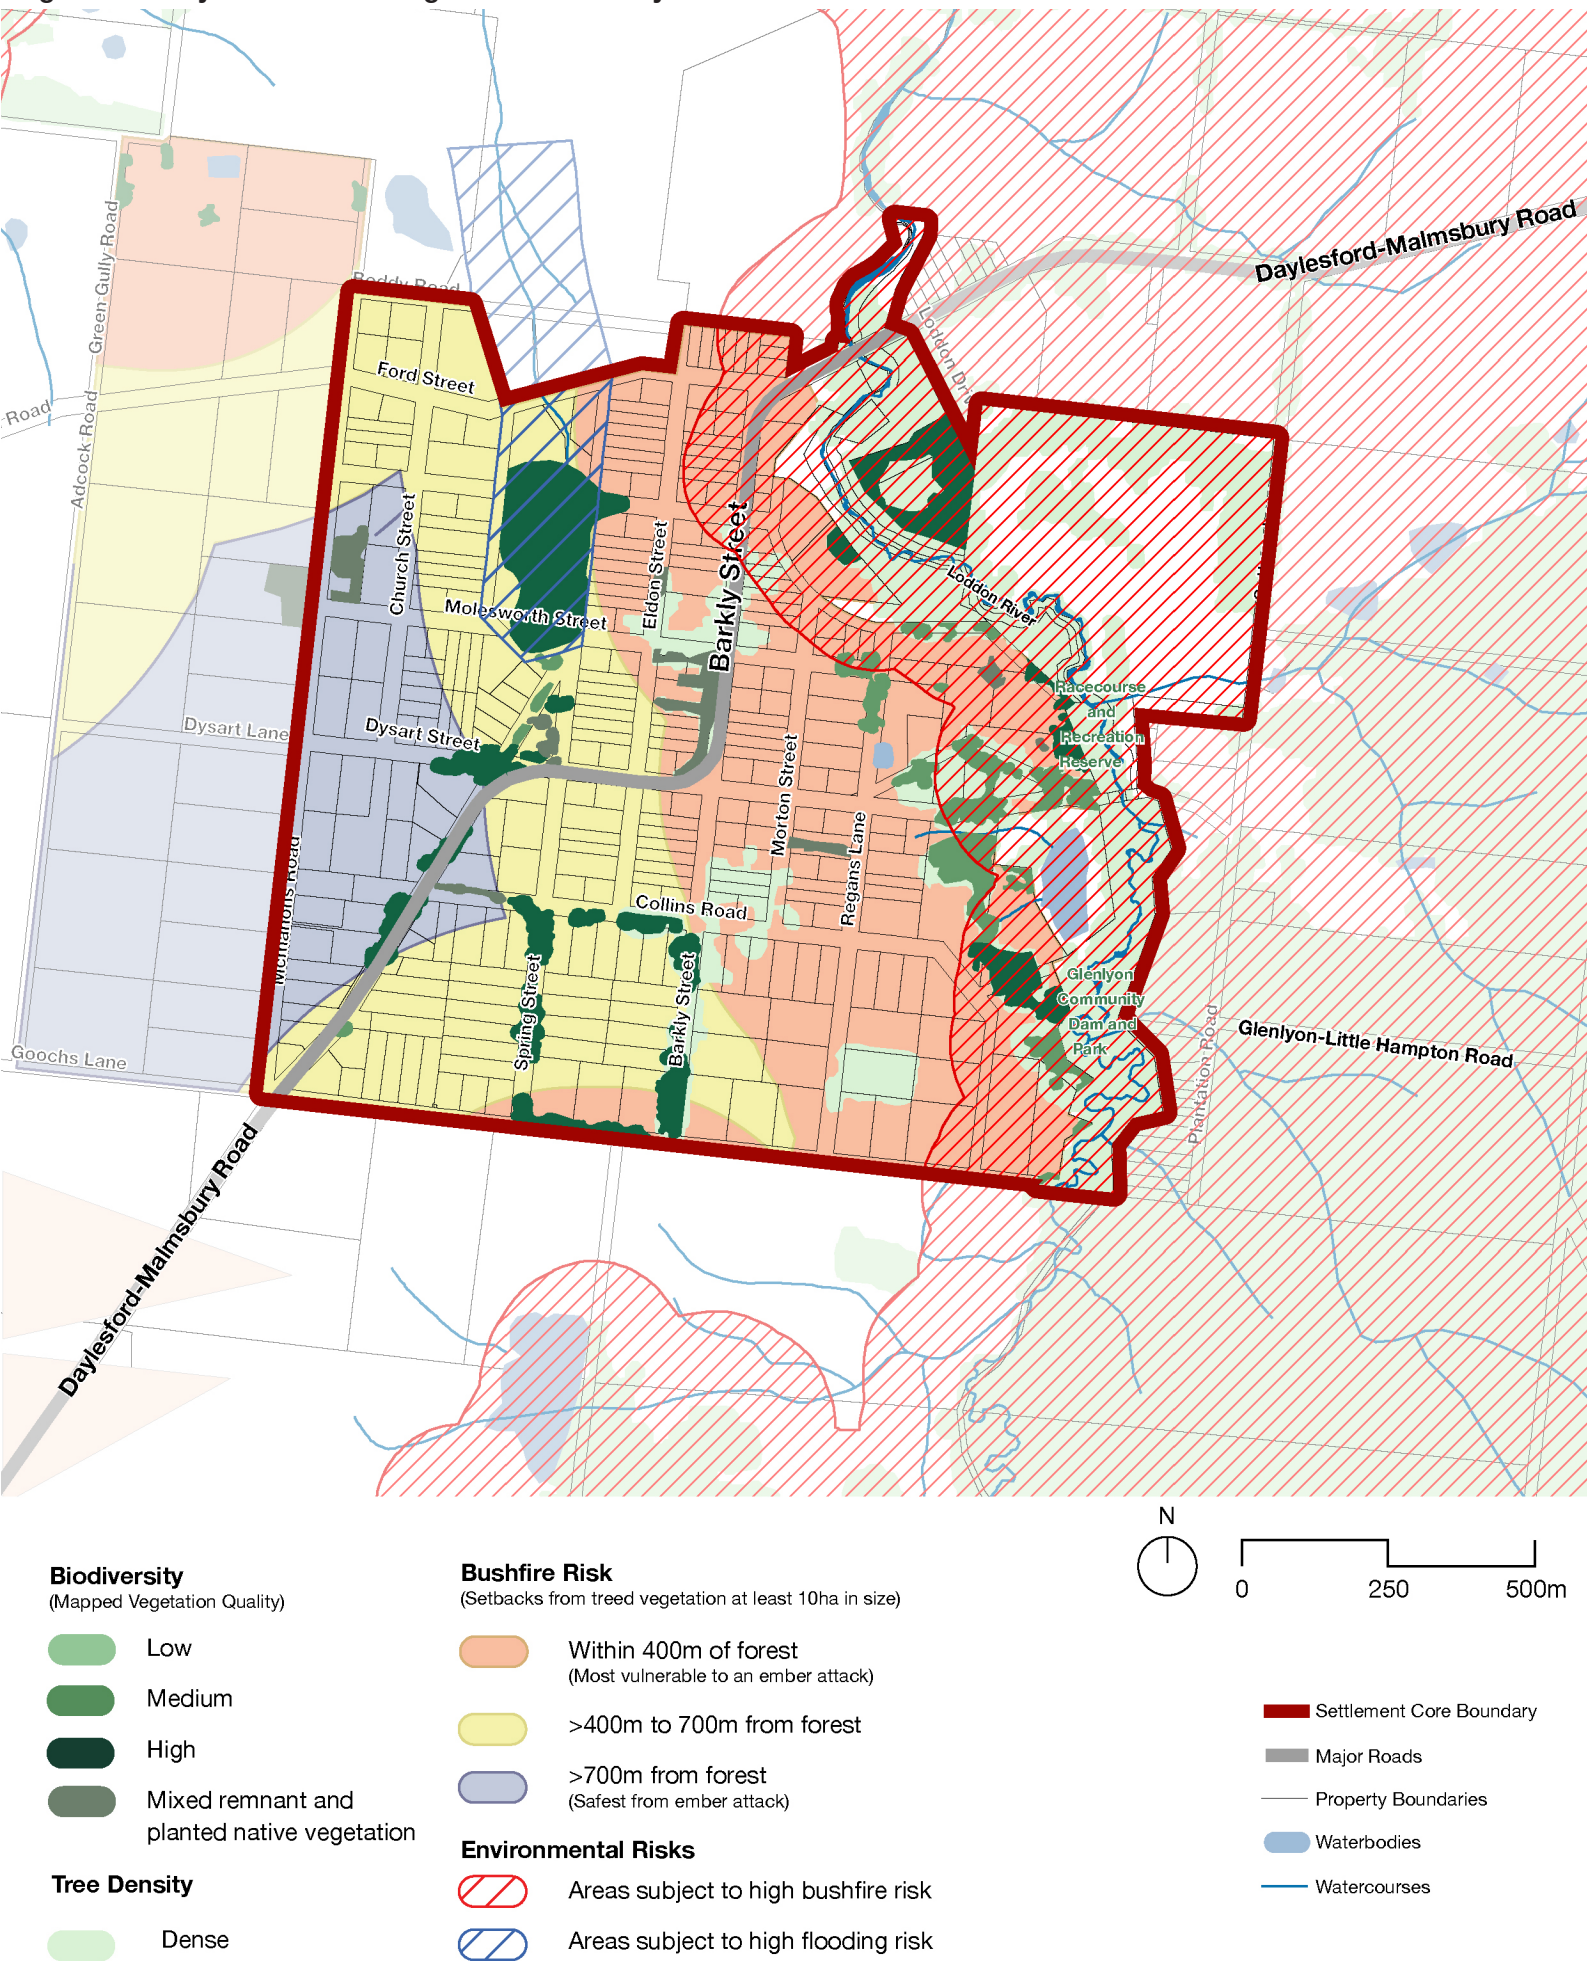 Daylesford-Malmsbury Road
Green Gully Road
Boddy Road
Loddon Drive
Ford Street
Road
Adcock Road
Church Street
Eldon Street
Barkly Street
Molesworth Street
Loddon River
Racecourse
and
Recreation
Reserve
Dysart Lane
Dysart Street
Morton Street
Regans Lane
McMahons Road
Collins Road
Spring Street
Barkly Street
Glenlyon
Community
Dam and
Park
Plantation Road
Glenlyon-Little Hampton Road
Goochs Lane
Daylesford-Malmsbury Road
N
0 250 500m
Biodiversity
(Mapped Vegetation Quality)
Low
Medium
High
Mixed remnant and
planted native vegetation
Tree Density
Dense
Bushfire Risk
(Setbacks from treed vegetation at least 10ha in size)
Within 400m of forest
(Most vulnerable to an ember attack)
>400m to 700m from forest
>700m from forest
(Safest from ember attack)
Environmental Risks
Areas subject to high bushfire risk
Areas subject to high flooding risk
Settlement Core Boundary
Major Roads
Property Boundaries
Waterbodies
Watercourses